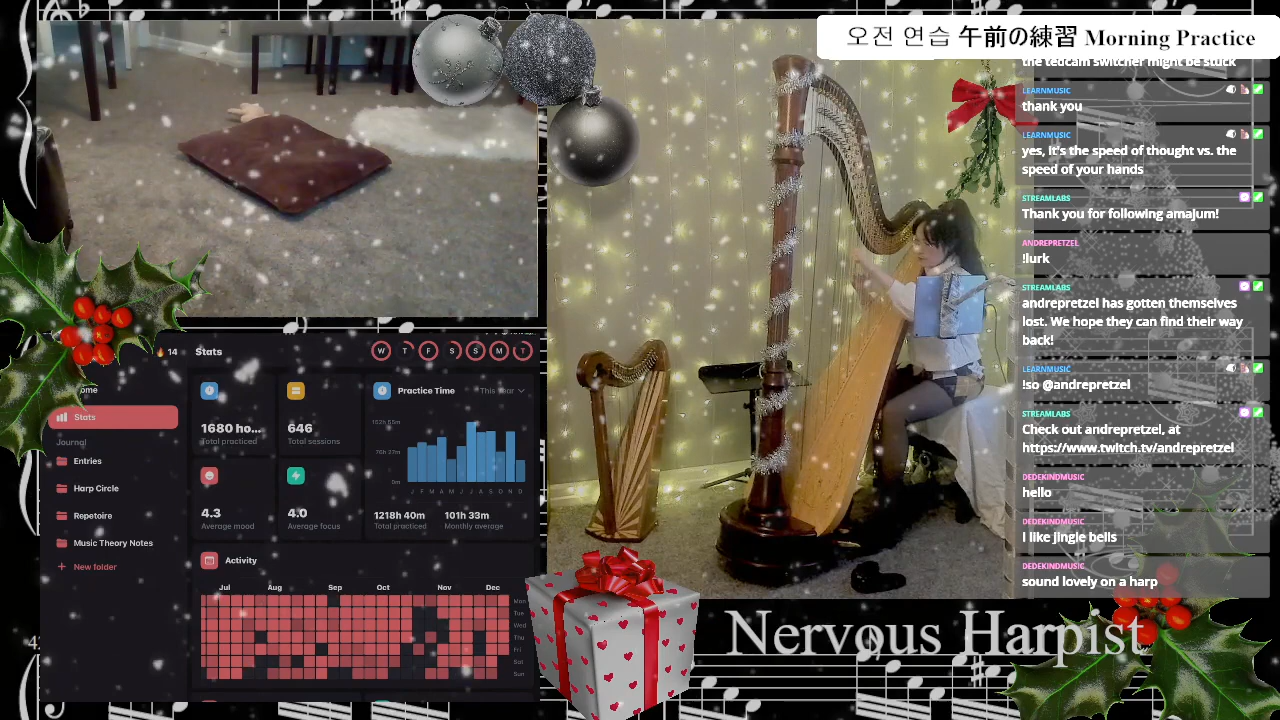 오전 연습 午前の練習 Morning Practice
the tedcam switcher might be stuck
LEARNMUSIC
thank you
LEARNMUSIC
yes, it's the speed of thought vs. the
speed of your hands
STREAMLABS
Thank you for following amajum!
ANDREPRETZEL
!lurk
STREAMLABS
andrepretzel has gotten themselves
lost. We hope they can find their way
back!
LEARNMUSIC
!so @andrepretzel
STREAMLABS
Check out andrepretzel, at
https://www.twitch.tv/andrepretzel
DEDEKINDMUSIC
hello
DEDEKINDMUSIC
I like jingle bells
DEDEKINDMUSIC
sound lovely on a harp
14
Stats
W T F S S M T
Stats
Journal
Entries
Harp Circle
Repetoire
Music Theory Notes
+ New folder
1680 ho...
Total practiced
646
Total sessions
4.3
Average mood
4.0
Average focus
Practice Time
This Year
70h 27m
0m
J F M A M J J A S O N D
1218h 40m
Total practiced
101h 33m
Monthly average
Activity
Jul Aug Sep Oct Nov Dec
Mon
Tue
Wed
Thu
Fri
Sat
Sun
Nervous Harpist